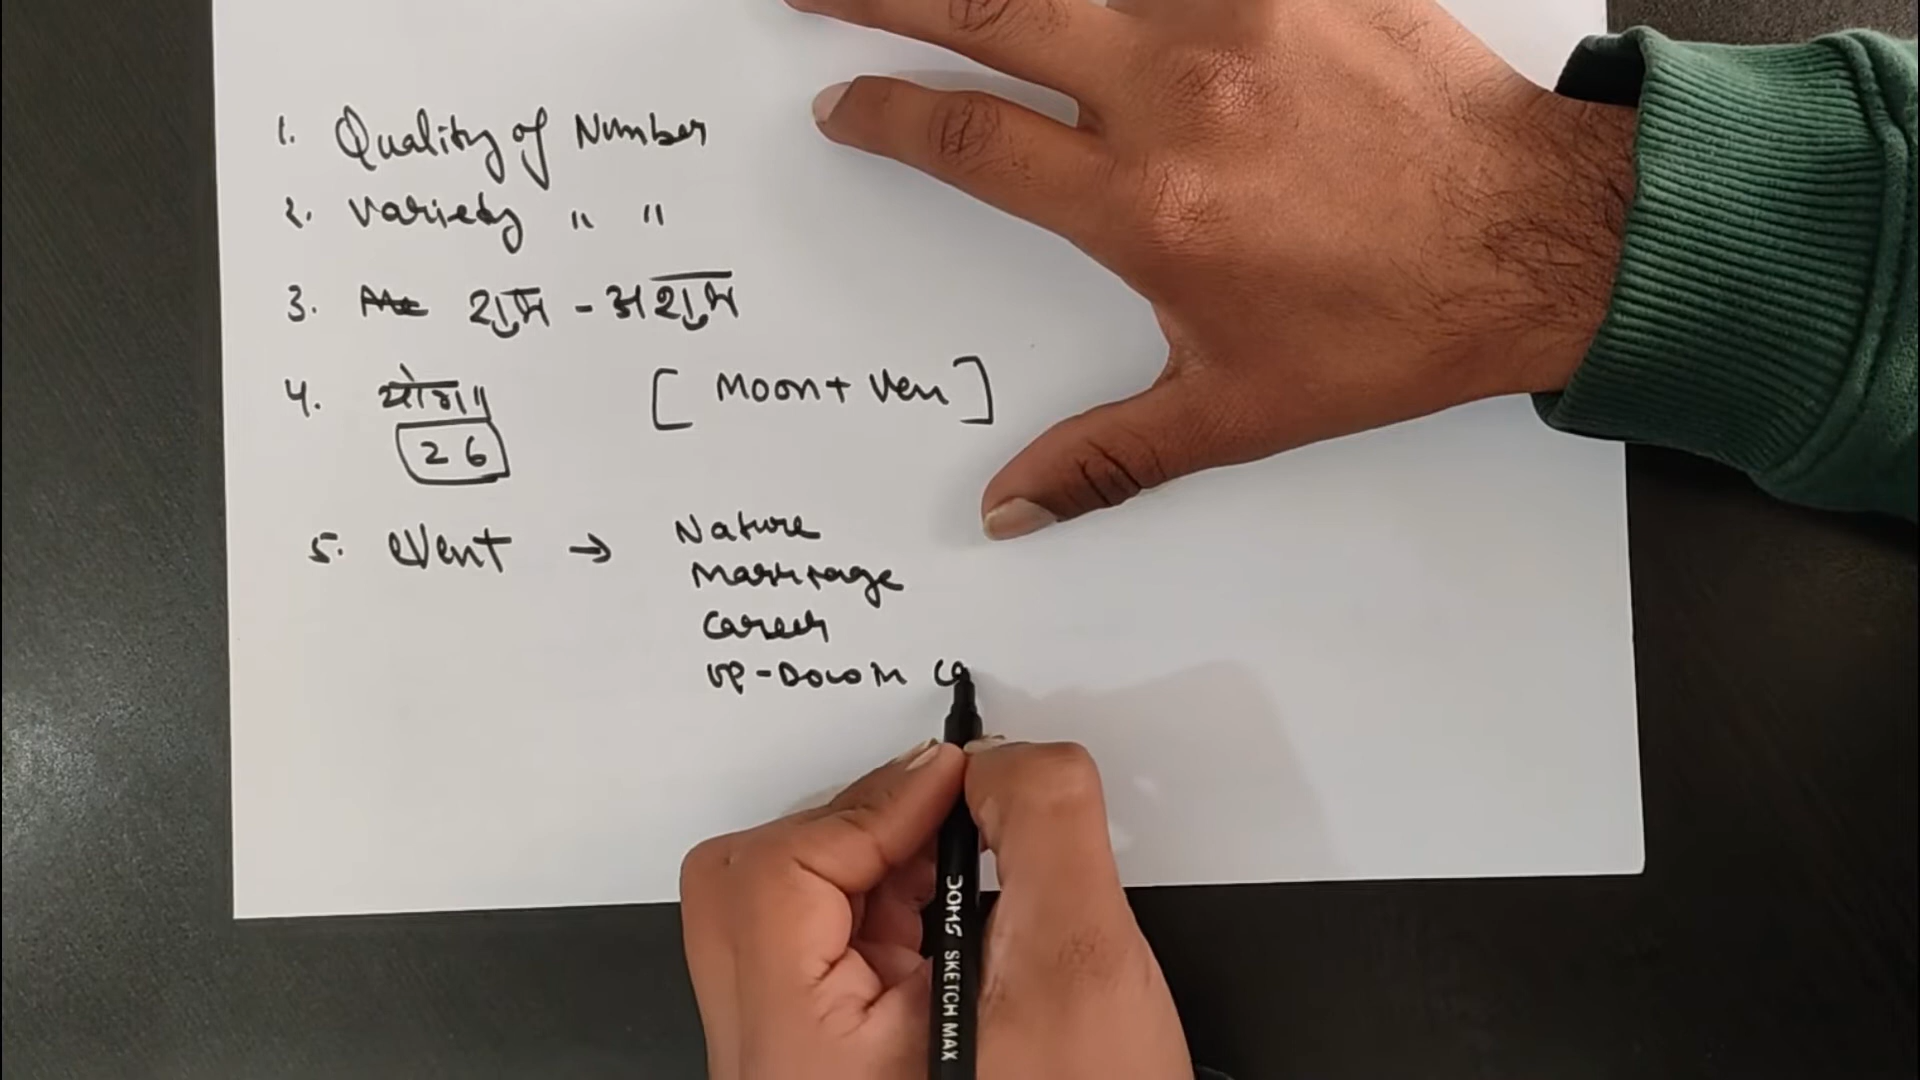 1. Quality of Number
2. Variety " "
3. शुभ - अशुभ
4. योग ॥ [ Moon + Ven ]
26
5. Event → Nature
Marriage
Career
UP-Down Ca
DOMS SKETCH MAX